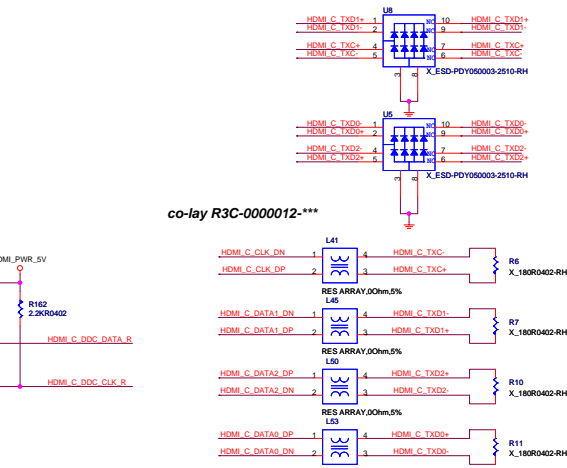 U8
HDMI_C_TXD1+ 1 NC 10 HDMI_C_TXD1+
HDMI_C_TXD1- 2 NC 9 HDMI_C_TXD1-
HDMI_C_TXC+ 4 NC 7 HDMI_C_TXC+
HDMI_C_TXC- 5 NC 6 HDMI_C_TXC-
3 8 X_ESD-PDY050003-2510-RH
U5
HDMI_C_TXD0- 1 NC 10 HDMI_C_TXD0-
HDMI_C_TXD0+ 2 NC 9 HDMI_C_TXD0+
HDMI_C_TXD2- 4 NC 7 HDMI_C_TXD2-
HDMI_C_TXD2+ 5 NC 6 HDMI_C_TXD2+
3 8 X_ESD-PDY050003-2510-RH
co-lay R3C-0000012-***
L41
HDMI_C_CLK_DN 1 4 HDMI_C_TXC-
HDMI_C_CLK_DP 2 3 HDMI_C_TXC+
R6
X_180R0402-RH
RES ARRAY,0Ohm,5%
L45
HDMI_C_DATA1_DN 1 4 HDMI_C_TXD1-
HDMI_C_DATA1_DP 2 3 HDMI_C_TXD1+
R7
X_180R0402-RH
RES ARRAY,0Ohm,5%
L50
HDMI_C_DATA2_DP 1 4 HDMI_C_TXD2+
HDMI_C_DATA2_DN 2 3 HDMI_C_TXD2-
R10
X_180R0402-RH
RES ARRAY,0Ohm,5%
L53
HDMI_C_DATA0_DP 1 4 HDMI_C_TXD0+
HDMI_C_DATA0_DN 2 3 HDMI_C_TXD0-
R11
X_180R0402-RH
DMI_PWR_5V
R162
2.2KR0402
HDMI_C_DDC_DATA_R
HDMI_C_DDC_CLK_R